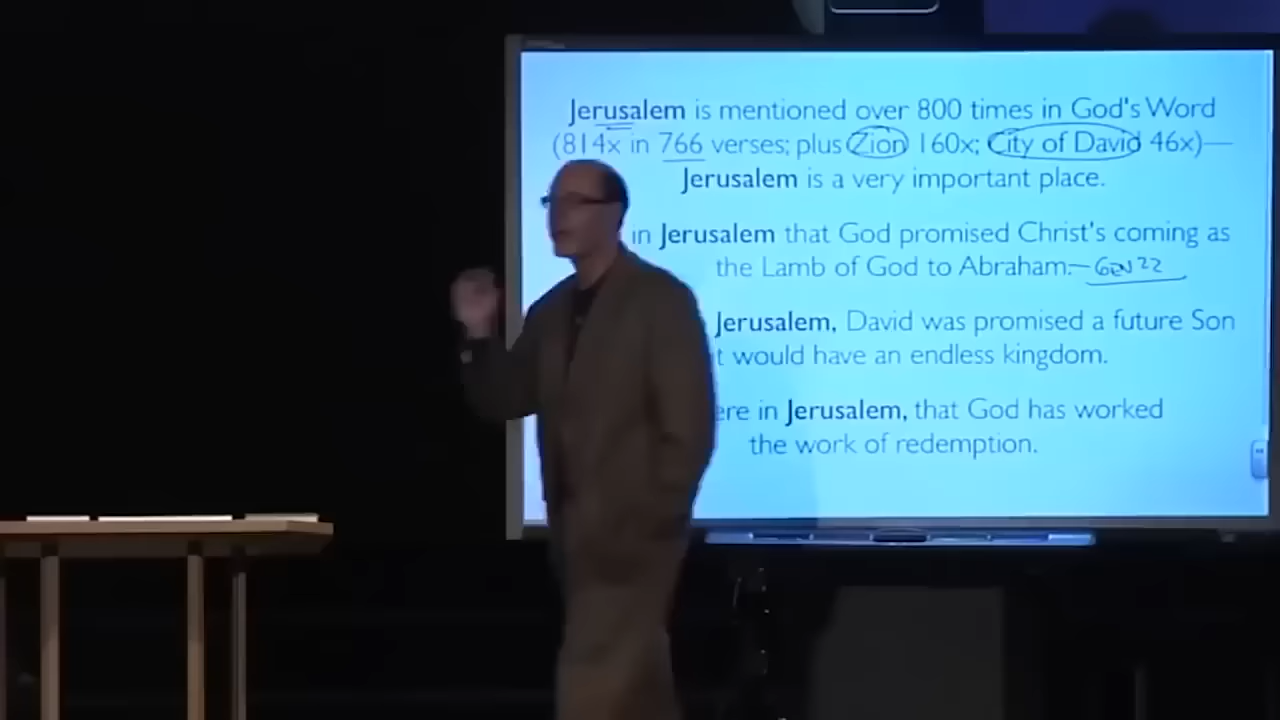 Jerusalem is mentioned over 800 times in God's Word
(814x in 766 verses; plus Zion 160x; City of David 46x)—
Jerusalem is a very important place.
in Jerusalem that God promised Christ's coming as
the Lamb of God to Abraham.—Gen 22
Jerusalem, David was promised a future Son
would have an endless kingdom.
in Jerusalem, that God has worked
the work of redemption.